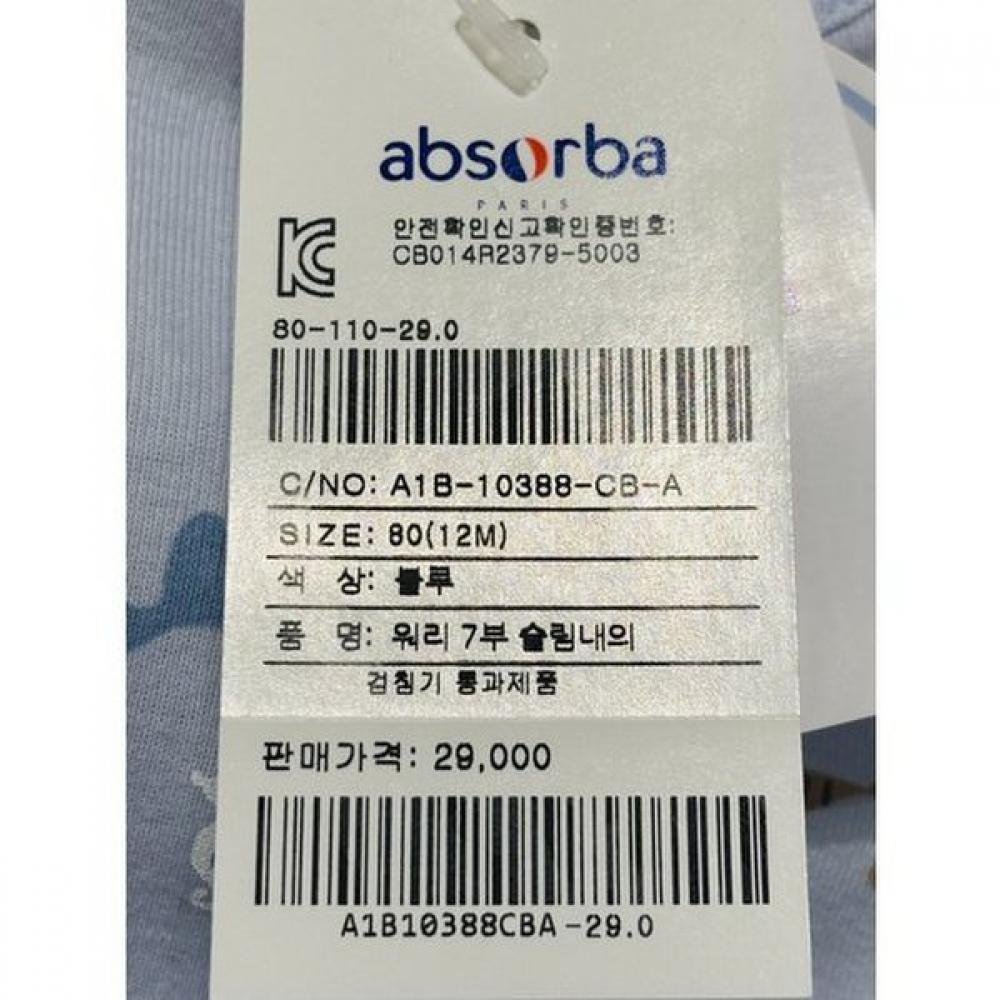 absorba
PARIS
안전확인신고확인증번호:
CB014R2379-5003
80-110-29.0
C/NO: A1B-10388-CB-A
SIZE: 80(12M)
색 상: 블루
품 명: 워리 7부 슬림내의
검침기 통과제품
판매가격: 29,000
A1B10388CBA-29.0